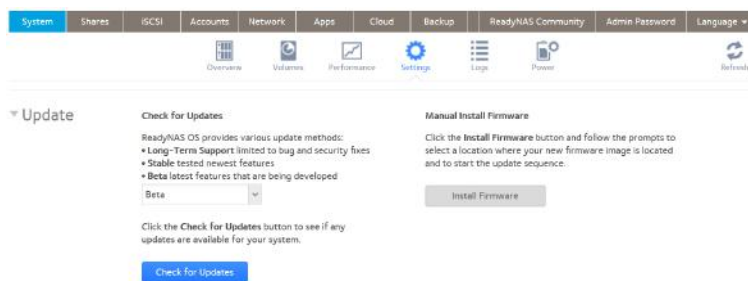 System Shares iSCSI Accounts Network Apps Cloud Backup ReadyNAS Community Admin Password Language
Overview Volumes Performance Settings Logs Power Refresh
Update
Check for Updates
ReadyNAS OS provides various update methods:
• Long-Term Support limited to bug and security fixes
• Stable tested newest features
• Beta latest features that are being developed
Beta
Click the Check for Updates button to see if any
updates are available for your system.
Check for Updates
Manual Install Firmware
Click the Install Firmware button and follow the prompts to
select a location where your new firmware image is located
and to start the update sequence.
Install Firmware